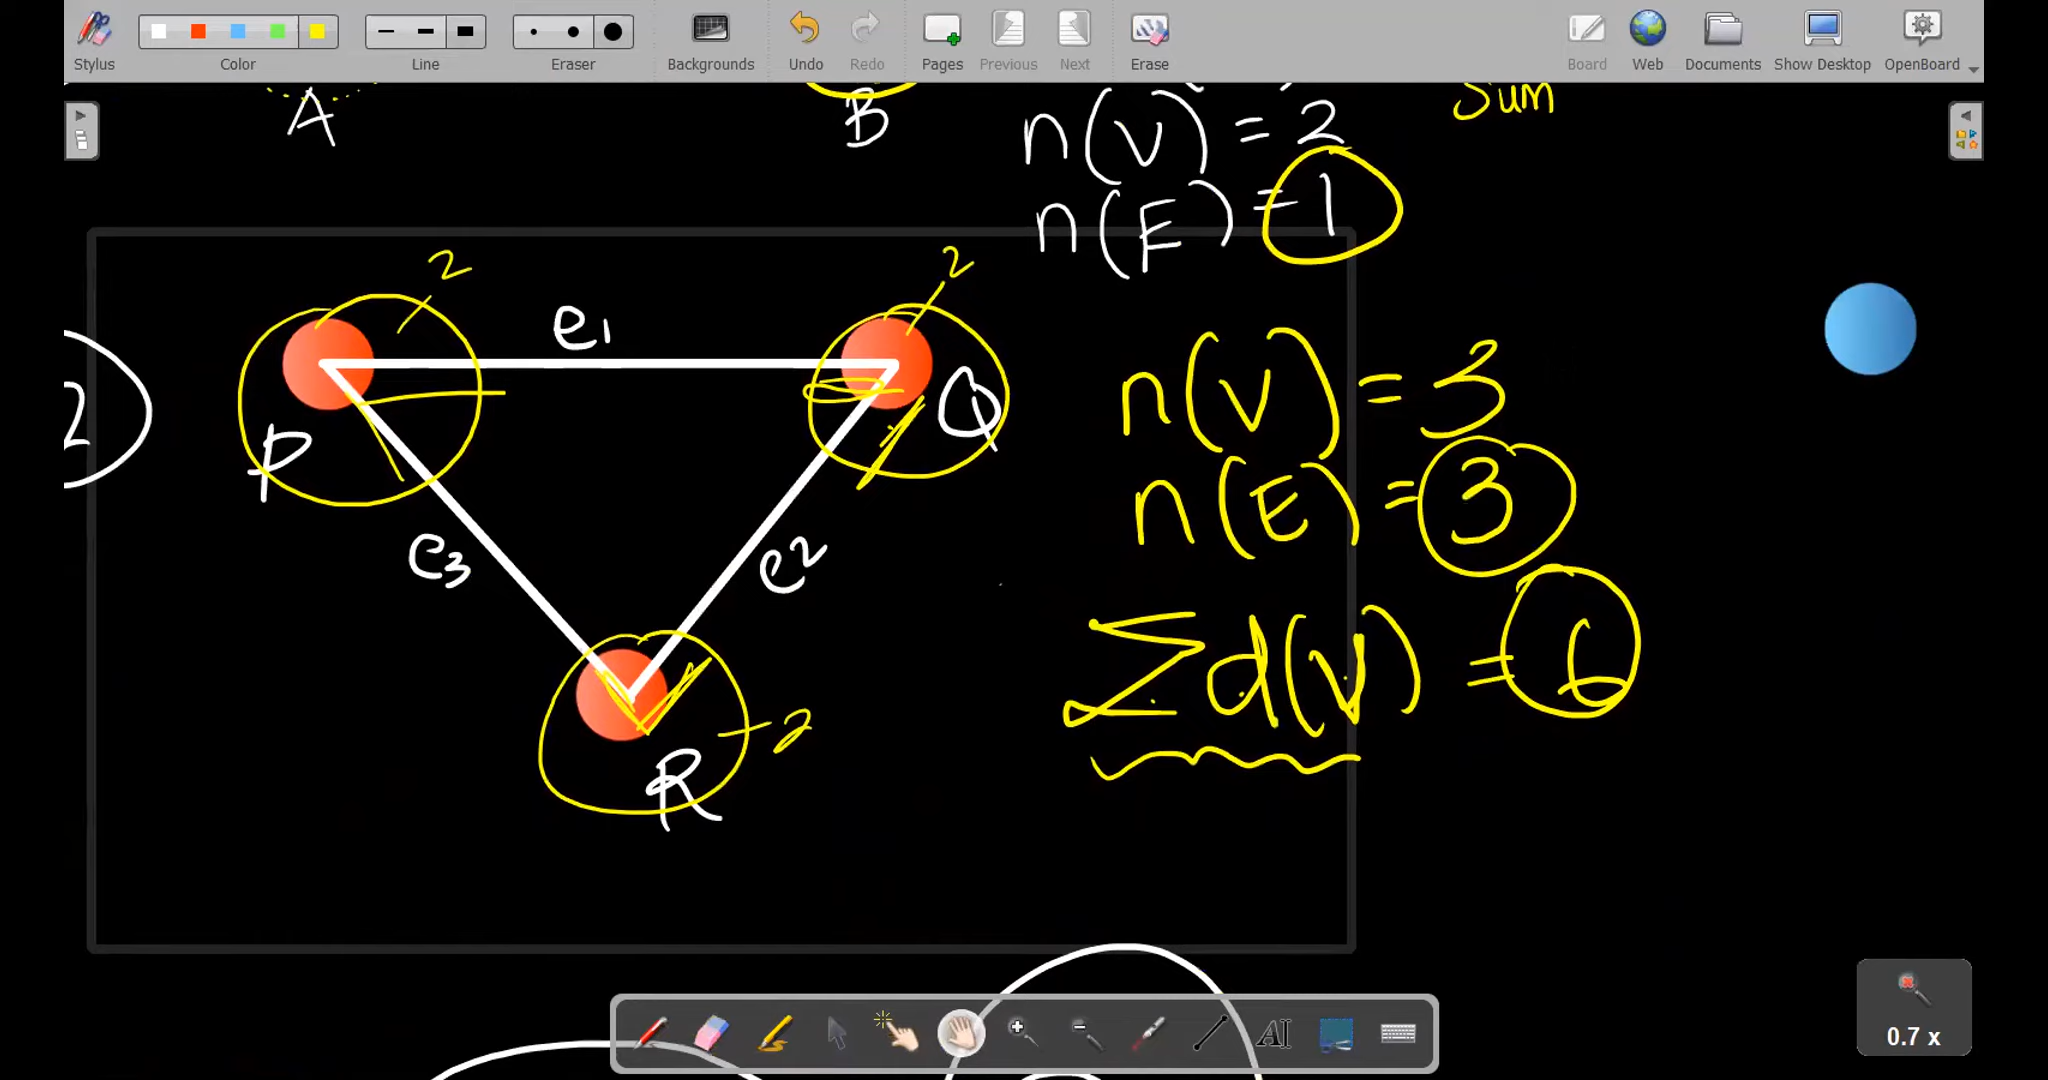 Stylus
Color
Line
Eraser
Backgrounds
Undo
Redo
Pages
Previous
Next
Erase
Board
Web
Documents
Show Desktop
OpenBoard
A
B
n(V) = 2
Sum
n(E) = 1
2
2
e1
P
Q
n(V) = 3
n(E) = 3
e3
e2
Σd(V) = 6
R
2
AI
0.7 x